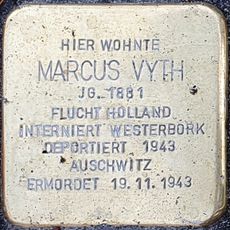 HIER WOHNTE
MARCUS VYTH
JG. 1881
FLUCHT HOLLAND
INTERNIERT WESTERBORK
DEPORTIERT 1943
AUSCHWITZ
ERMORDET 19.11.1943